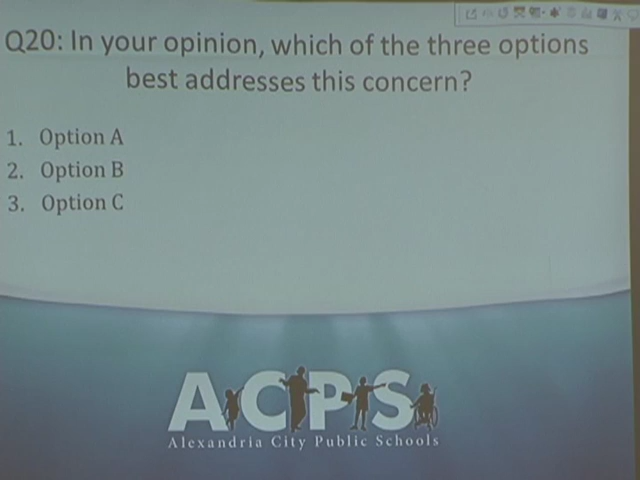 Q20: In your opinion, which of the three options
best addresses this concern?
1. Option A
2. Option B
3. Option C
ACPS
Alexandria City Public Schools